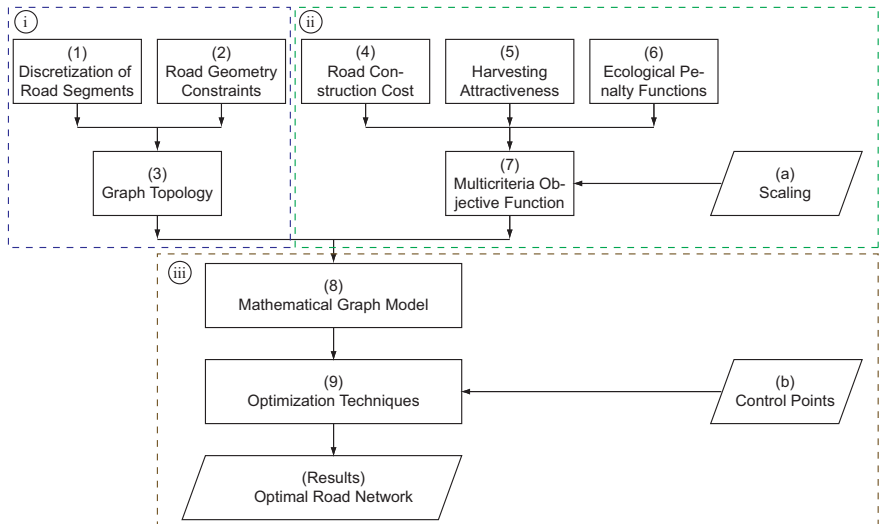 i
ii
(1)
Discretization of
Road Segments
(2)
Road Geometry
Constraints
(4)
Road Con-
struction Cost
(5)
Harvesting
Attractiveness
(6)
Ecological Pe-
nalty Functions
(3)
Graph Topology
(7)
Multicriteria Ob-
jective Function
(a)
Scaling
iii
(8)
Mathematical Graph Model
(9)
Optimization Techniques
(b)
Control Points
(Results)
Optimal Road Network